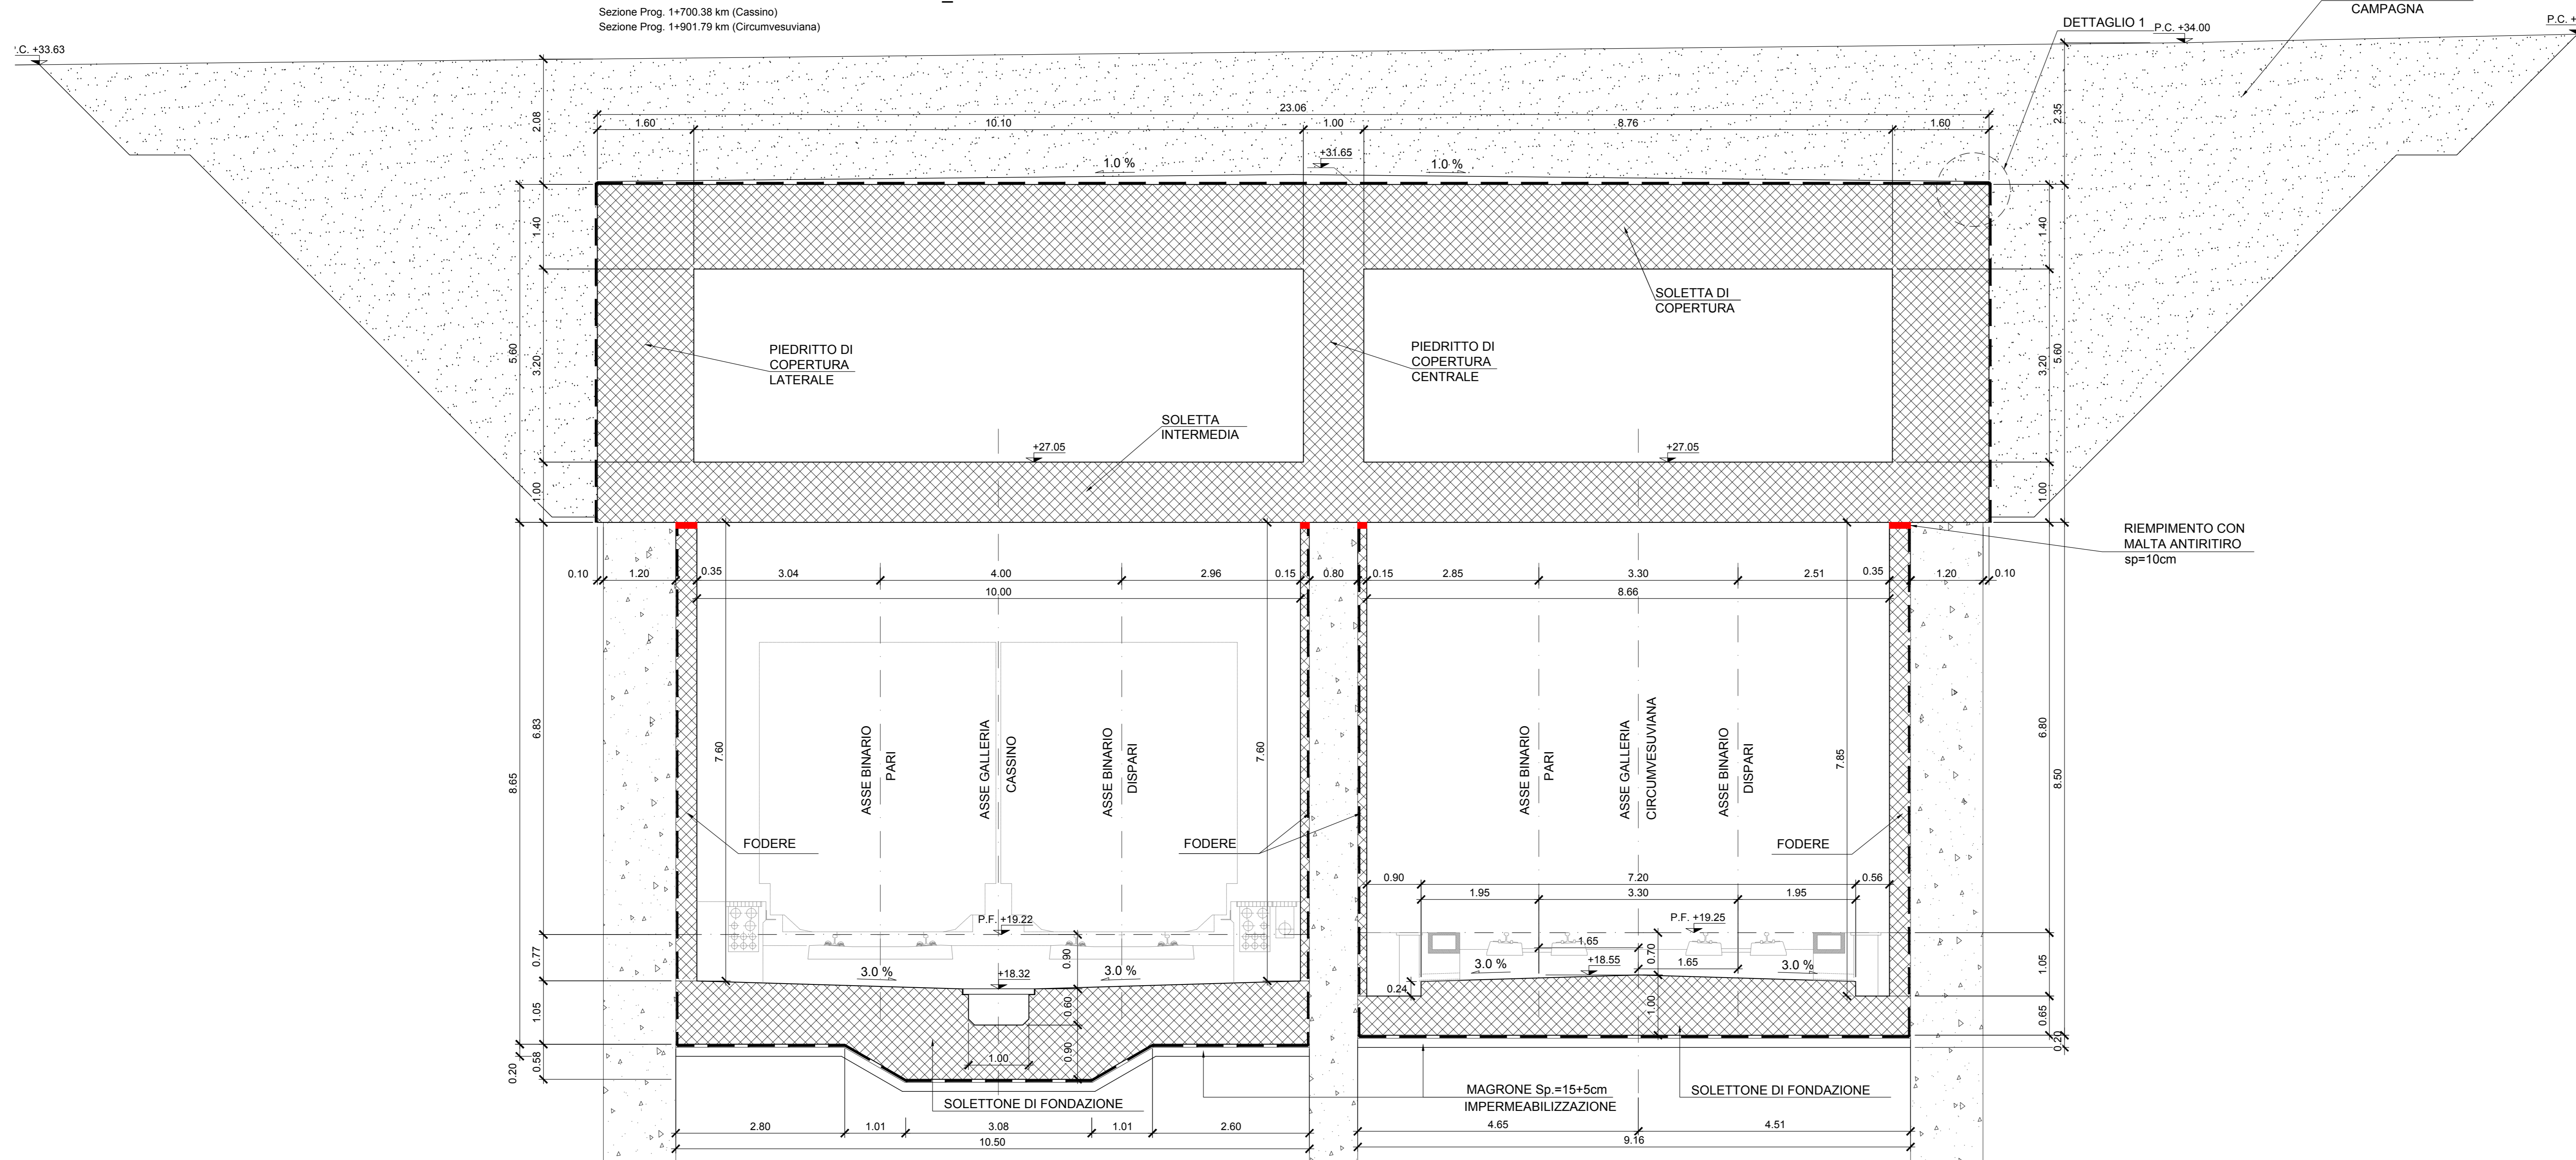 Sezione Prog. 1+700.38 km (Cassino)
Sezione Prog. 1+901.79 km (Circumvesuviana)
CAMPAGNA
DETTAGLIO 1
P.C. +34.00
P.C. +
P.C. +33.63
23.06
1.60
10.10
1.00
8.76
1.60
2.08
2.35
+31.65
1.0 %
1.0 %
1.40
1.40
SOLETTA DI
COPERTURA
PIEDRITTO DI
COPERTURA
LATERALE
PIEDRITTO DI
COPERTURA
CENTRALE
5.60
3.20
3.20
5.60
SOLETTA
INTERMEDIA
+27.05
+27.05
1.00
1.00
RIEMPIMENTO CON
MALTA ANTIRITIRO
sp=10cm
0.10
1.20
0.35
3.04
4.00
2.96
0.15
0.80
0.15
2.85
3.30
2.51
0.35
1.20
0.10
10.00
8.66
6.83
8.65
7.60
ASSE BINARIO
PARI
ASSE GALLERIA
CASSINO
ASSE BINARIO
DISPARI
7.60
ASSE BINARIO
PARI
ASSE GALLERIA
CIRCUMVESUVIANA
ASSE BINARIO
DISPARI
7.85
6.80
8.50
FODERE
FODERE
FODERE
0.90
7.20
0.56
1.95
3.30
1.95
P.F. +19.22
P.F. +19.25
0.77
0.90
1.65
0.70
3.0 %
+18.32
3.0 %
3.0 %
+18.55
1.65
3.0 %
1.05
0.24
1.05
0.60
1.00
0.65
0.20
0.58
0.20
1.00
0.90
SOLETTONE DI FONDAZIONE
MAGRONE Sp.=15+5cm
IMPERMEABILIZZAZIONE
SOLETTONE DI FONDAZIONE
2.80
1.01
3.08
1.01
2.60
10.50
4.65
4.51
9.16